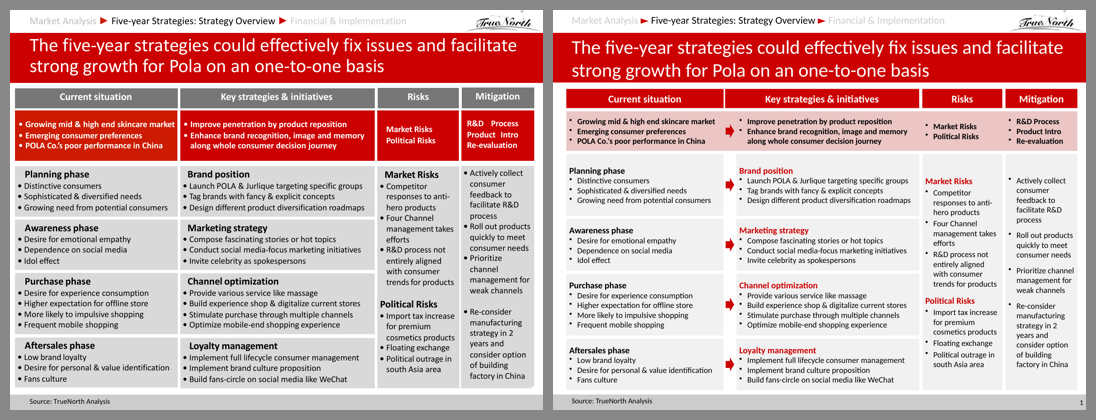 Market Analysis ► Five-year Strategies: Strategy Overview ► Financial & Implementation
TrueNorth
The five-year strategies could effectively fix issues and facilitate
strong growth for Pola on an one-to-one basis
Current situation
Key strategies & initiatives
Risks
Mitigation
• Growing mid & high end skincare market
• Emerging consumer preferences
• POLA Co.'s poor performance in China
• Improve penetration by product reposition
• Enhance brand recognition, image and memory
along whole consumer decision journey
Market Risks
Political Risks
R&D Process
Product Intro
Re-evaluation
Planning phase
• Distinctive consumers
• Sophisticated & diversified needs
• Growing need from potential consumers
Brand position
• Launch POLA & Jurlique targeting specific groups
• Tag brands with fancy & explicit concepts
• Design different product diversification roadmaps
Awareness phase
• Desire for emotional empathy
• Dependence on social media
• Idol effect
Marketing strategy
• Compose fascinating stories or hot topics
• Conduct social media-focus marketing initiatives
• Invite celebrity as spokespersons
Purchase phase
• Desire for experience consumption
• Higher expectation for offline store
• More likely to impulsive shopping
• Frequent mobile shopping
Channel optimization
• Provide various service like massage
• Build experience shop & digitalize current stores
• Stimulate purchase through multiple channels
• Optimize mobile-end shopping experience
Aftersales phase
• Low brand loyalty
• Desire for personal & value identification
• Fans culture
Loyalty management
• Implement full lifecycle consumer management
• Implement brand culture proposition
• Build fans-circle on social media like WeChat
Market Risks
• Competitor
responses to anti-
hero products
• Four Channel
management takes
efforts
• R&D process not
entirely aligned
with consumer
trends for products
Political Risks
• Import tax increase
for premium
cosmetics products
• Floating exchange
• Political outrage in
south Asia area
• Actively collect
consumer
feedback to
facilitate R&D
process
• Roll out products
quickly to meet
consumer needs
• Prioritize
channel
management for
weak channels
• Re-consider
manufacturing
strategy in 2
years and
consider option
of building
factory in China
Source: TrueNorth Analysis
Market Analysis ► Five-year Strategies: Strategy Overview ► Financial & Implementation
TrueNorth
The five-year strategies could effectively fix issues and facilitate
strong growth for Pola on an one-to-one basis
Current situation
Key strategies & initiatives
Risks
Mitigation
• Growing mid & high end skincare market
• Emerging consumer preferences
• POLA Co.'s poor performance in China
• Improve penetration by product reposition
• Enhance brand recognition, image and memory
along whole consumer decision journey
• Market Risks
• Political Risks
• R&D Process
• Product Intro
• Re-evaluation
Planning phase
• Distinctive consumers
• Sophisticated & diversified needs
• Growing need from potential consumers
Brand position
• Launch POLA & Jurlique targeting specific groups
• Tag brands with fancy & explicit concepts
• Design different product diversification roadmaps
Awareness phase
• Desire for emotional empathy
• Dependence on social media
• Idol effect
Marketing strategy
• Compose fascinating stories or hot topics
• Conduct social media-focus marketing initiatives
• Invite celebrity as spokespersons
Purchase phase
• Desire for experience consumption
• Higher expectation for offline store
• More likely to impulsive shopping
• Frequent mobile shopping
Channel optimization
• Provide various service like massage
• Build experience shop & digitalize current stores
• Stimulate purchase through multiple channels
• Optimize mobile-end shopping experience
Aftersales phase
• Low brand loyalty
• Desire for personal & value identification
• Fans culture
Loyalty management
• Implement full lifecycle consumer management
• Implement brand culture proposition
• Build fans-circle on social media like WeChat
Market Risks
• Competitor
responses to anti-
hero products
• Four Channel
management takes
efforts
• R&D process not
entirely aligned
with consumer
trends for products
Political Risks
• Import tax increase
for premium
cosmetics products
• Floating exchange
• Political outrage in
south Asia area
• Actively collect
consumer
feedback to
facilitate R&D
process
• Roll out products
quickly to meet
consumer needs
• Prioritize channel
management for
weak channels
• Re-consider
manufacturing
strategy in 2
years and
consider option
of building
factory in China
Source: TrueNorth Analysis
1